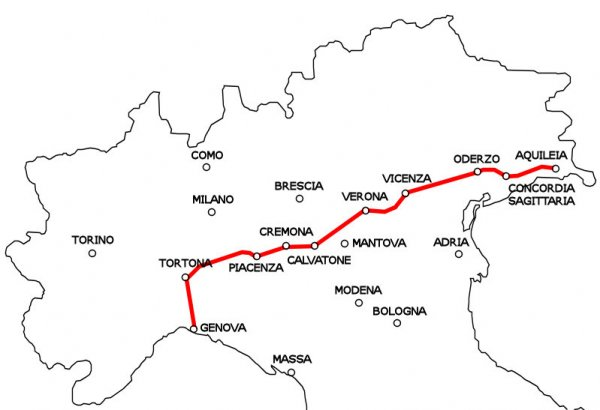 COMO
ODERZO
AQUILEIA
VICENZA
BRESCIA
CONCORDIA
SAGITTARIA
VERONA
MILANO
CREMONA
TORINO
MANTOVA
ADRIA
CALVATONE
TORTONA
PIACENZA
MODENA
BOLOGNA
GENOVA
MASSA